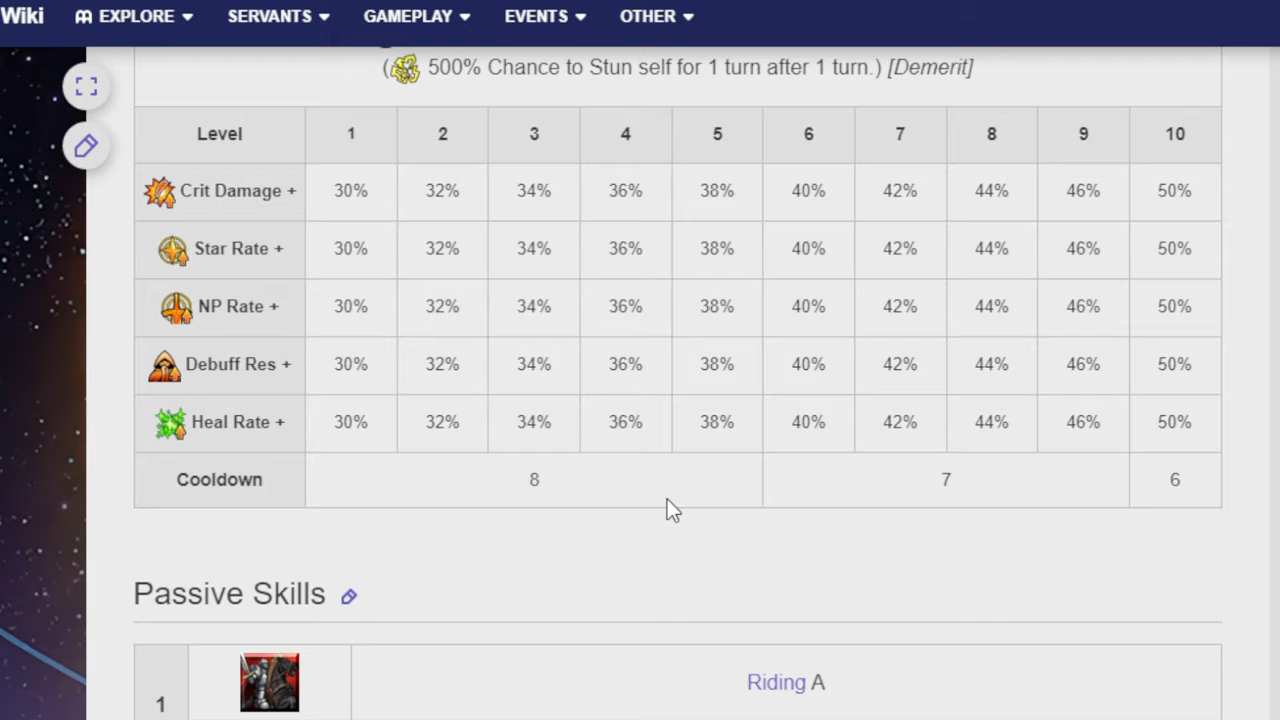 Wiki EXPLORE SERVANTS GAMEPLAY EVENTS OTHER
( 500% Chance to Stun self for 1 turn after 1 turn.) [Demerit]
Level 1 2 3 4 5 6 7 8 9 10
Crit Damage + 30% 32% 34% 36% 38% 40% 42% 44% 46% 50%
Star Rate + 30% 32% 34% 36% 38% 40% 42% 44% 46% 50%
NP Rate + 30% 32% 34% 36% 38% 40% 42% 44% 46% 50%
Debuff Res + 30% 32% 34% 36% 38% 40% 42% 44% 46% 50%
Heal Rate + 30% 32% 34% 36% 38% 40% 42% 44% 46% 50%
Cooldown 8 7 6
Passive Skills
1 Riding A